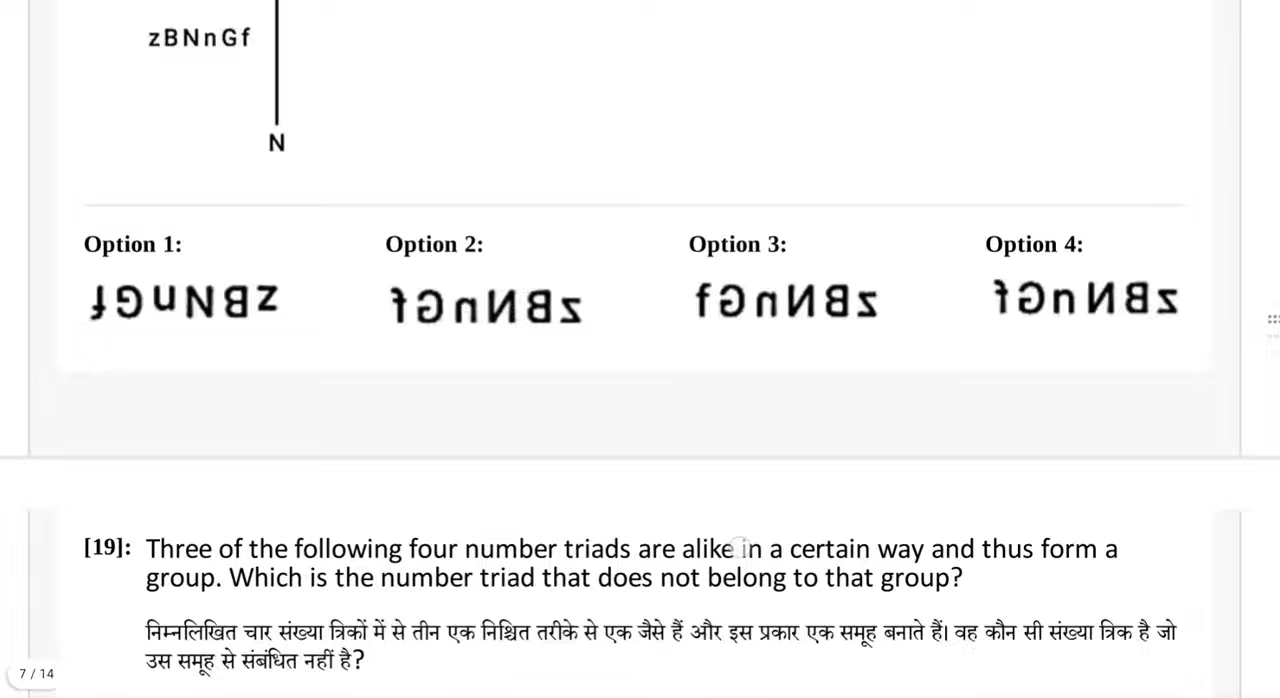 zBNnGf
N
Option 1:
Option 2:
Option 3:
Option 4:
[19]: Three of the following four number triads are alike in a certain way and thus form a
group. Which is the number triad that does not belong to that group?
निम्नलिखित चार संख्या त्रिकों में से तीन एक निश्चित तरीके से एक जैसे हैं और इस प्रकार एक समूह बनाते हैं। वह कौन सी संख्या त्रिक है जो
उस समूह से संबंधित नहीं है?
7 / 14